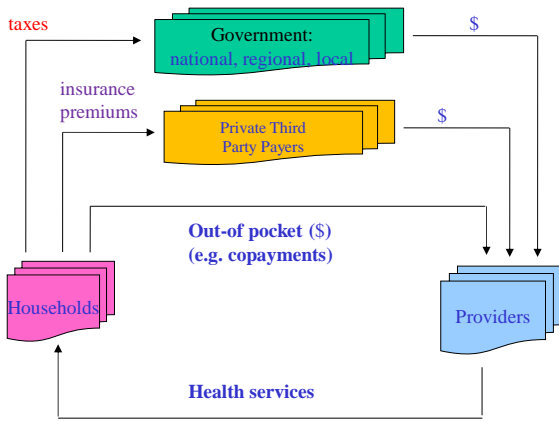 taxes
Government:
national, regional, local
$
insurance
premiums
Private Third
Party Payers
$
Out-of pocket ($)
(e.g. copayments)
Households
Providers
Health services